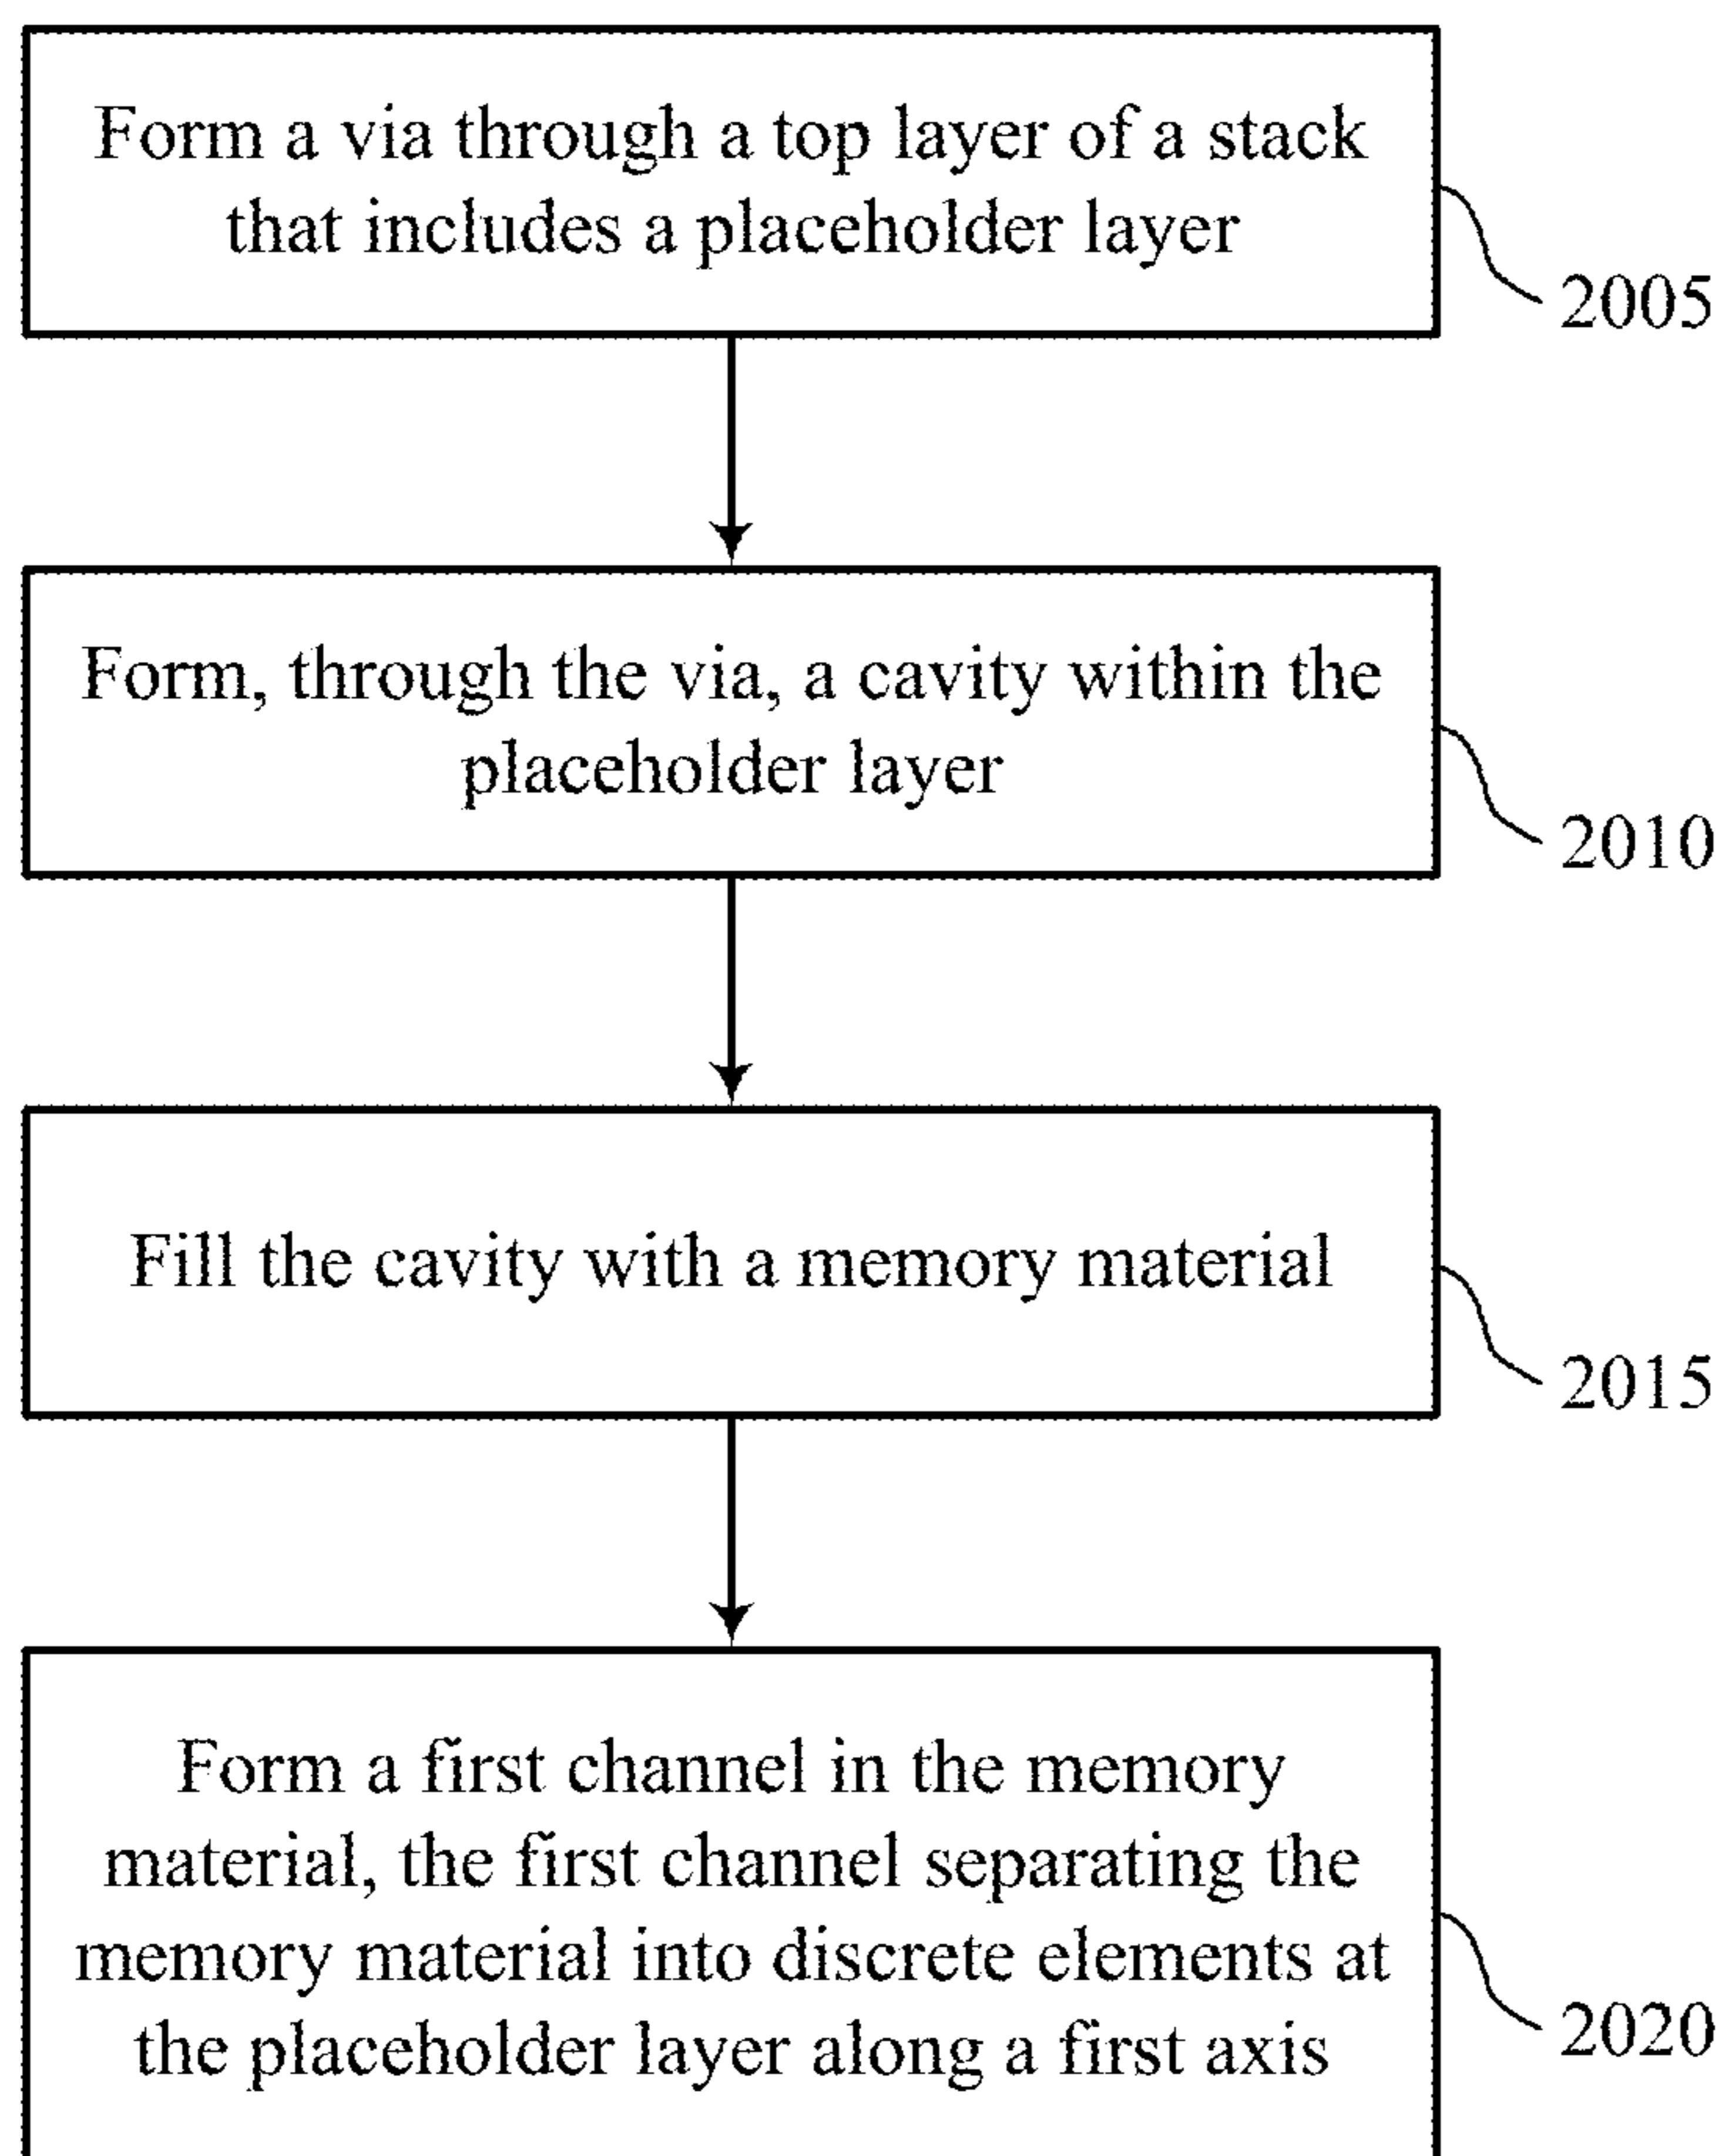 Form a via through a top layer of a stack
that includes a placeholder layer
2005
Form, through the via, a cavity within the
placeholder layer
2010
Fill the cavity with a memory material
2015
Form a first channel in the memory
material, the first channel separating the
memory material into discrete elements at
the placeholder layer along a first axis
2020